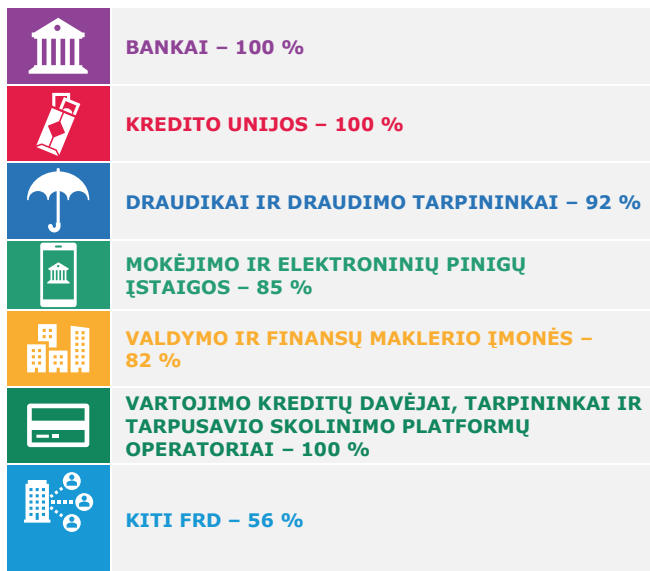 BANKAI – 100 %
KREDITO UNIJOS – 100 %
DRAUDIKAI IR DRAUDIMO TARPININKAI – 92 %
MOKĖJIMO IR ELEKTRONINIŲ PINIGŲ
ĮSTAIGOS – 85 %
VALDYMO IR FINANSŲ MAKLERIO ĮMONĖS –
82 %
VARTOJIMO KREDITŲ DAVĖJAI, TARPININKAI IR
TARPUSAVIO SKOLINIMO PLATFORMŲ
OPERATORIAI – 100 %
KITI FRD – 56 %